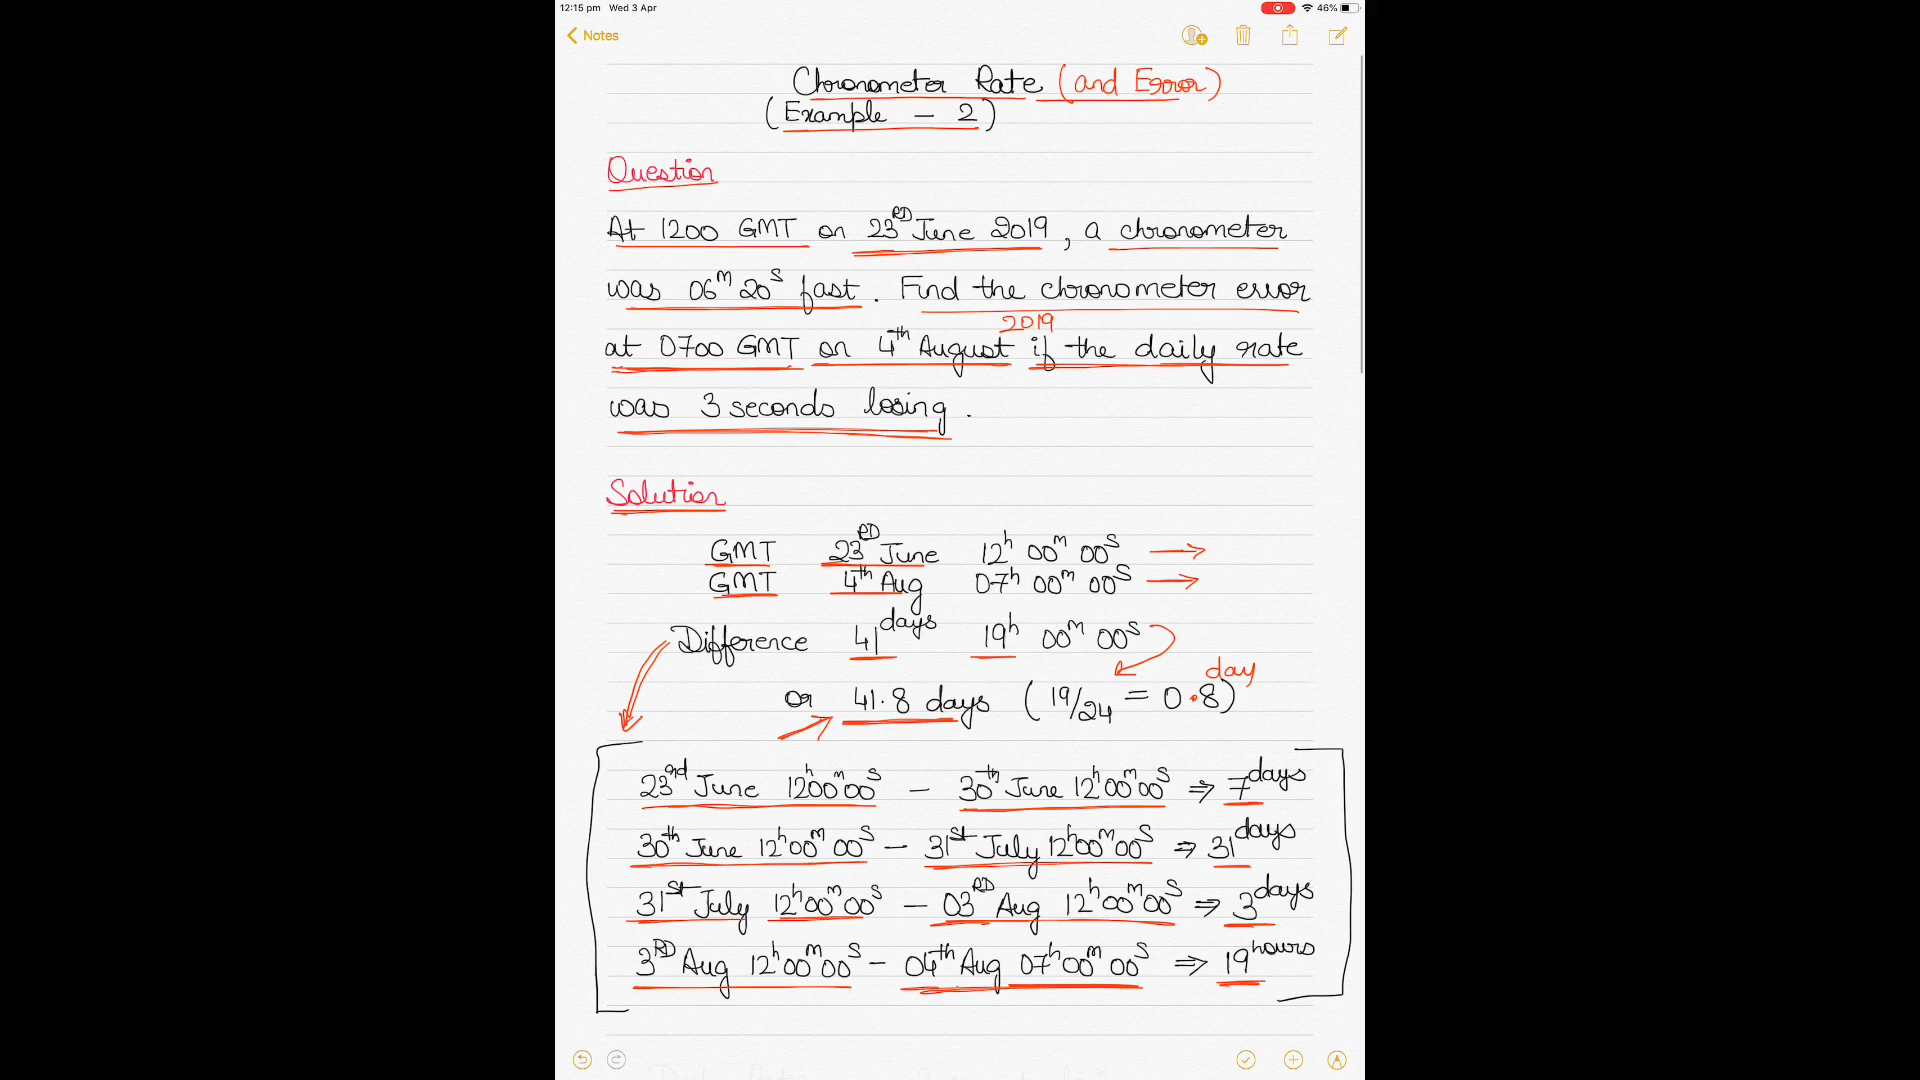 12:15 pm Wed 3 Apr
46%
Notes
Chronometer Rate (and Error)
(Example - 2)
Question
At 1200 GMT on 23RD June 2019, a chronometer
was 06m 20s fast. Find the chronometer error
2019
at 0700 GMT on 4th August if the daily rate
was 3 seconds losing.
Solution
GMT 23RD June 12h 00m 00s →
GMT 4th Aug 07h 00m 00s →
Difference 41 days 19h 00m 00s
day
or 41.8 days (19/24 = 0.8)
23rd June 12h00m00s - 30th June 12h00m00s ⇒ 7 days
30th June 12h00m00s - 31st July 12h00m00s ⇒ 31 days
31st July 12h00m00s - 03RD Aug 12h00m00s ⇒ 3 days
3RD Aug 12h00m00s - 04th Aug 07h00m00s ⇒ 19 hours